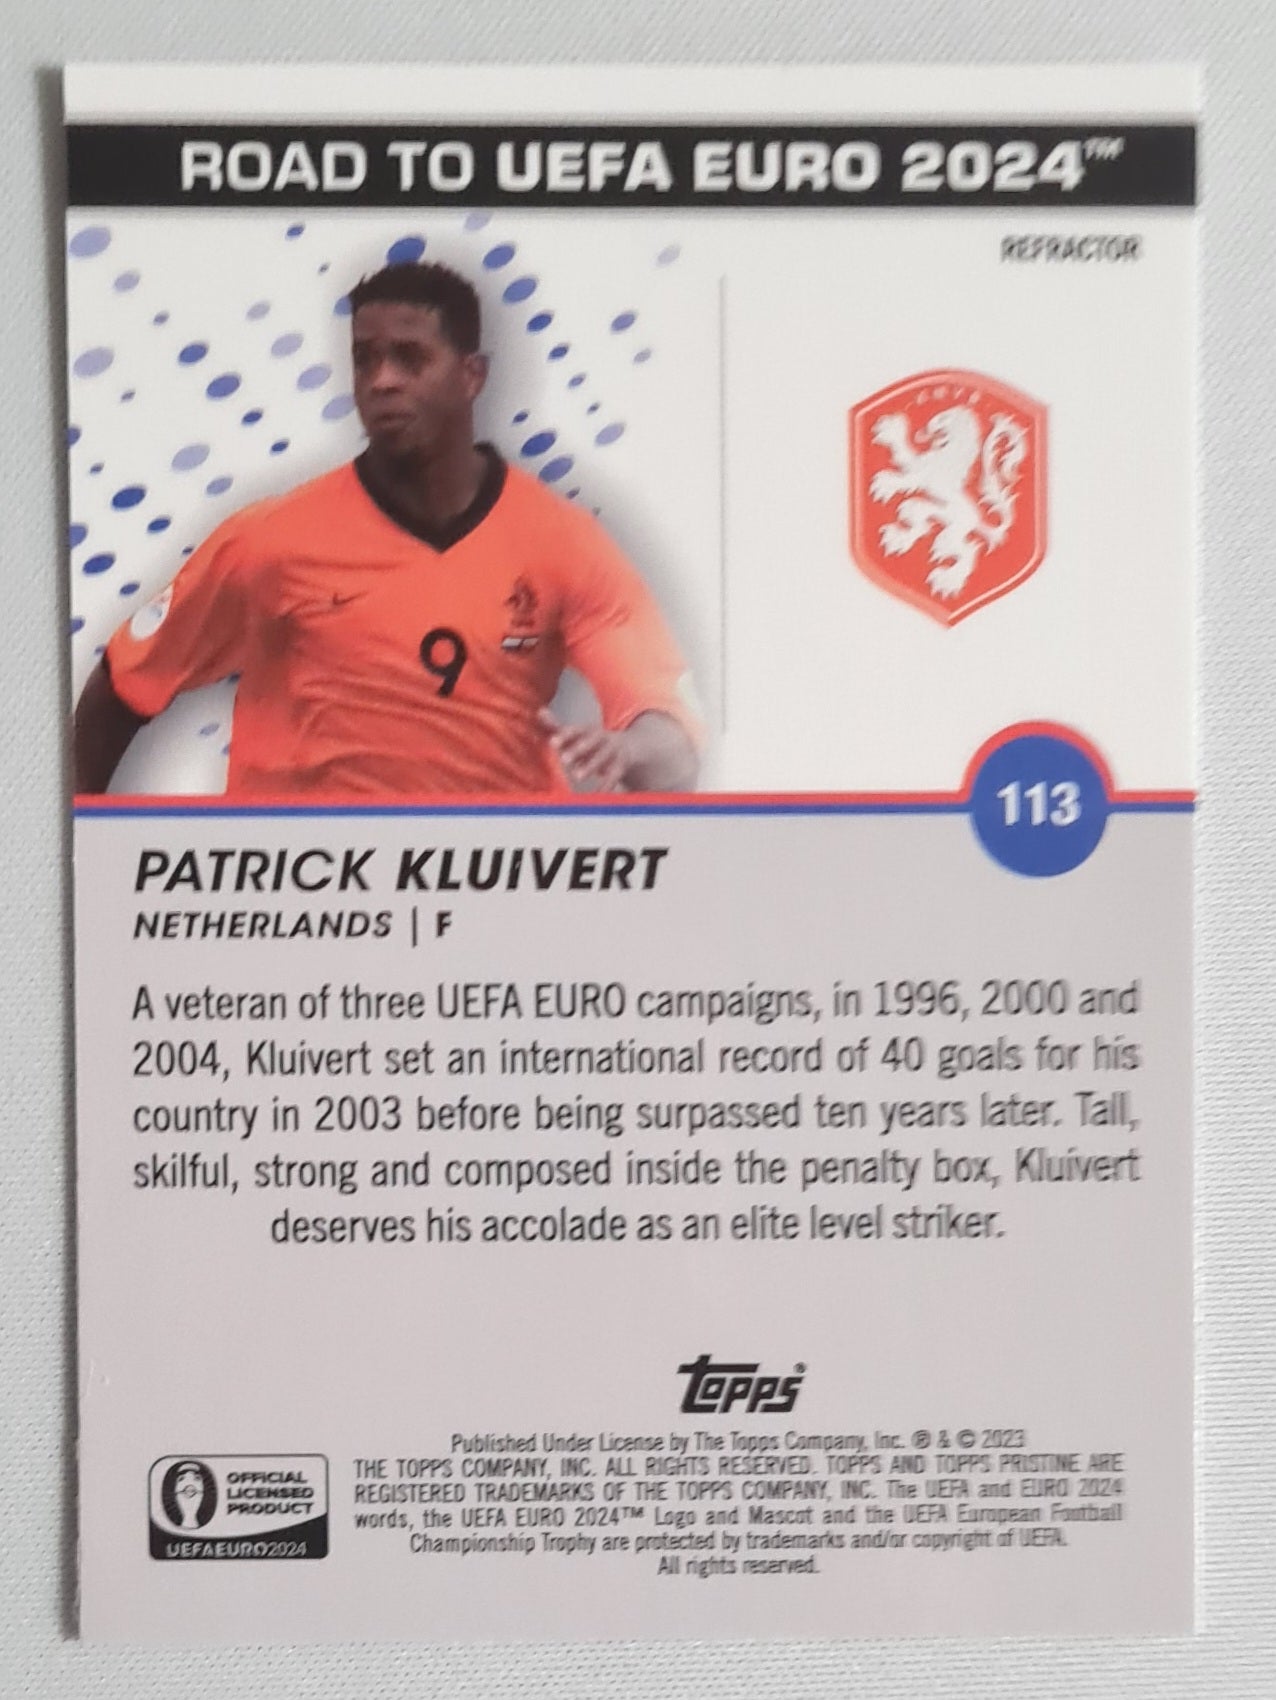 ROAD TO UEFA EURO 2024™
REFRACTOR
9
113
PATRICK KLUIVERT
NETHERLANDS | F
A veteran of three UEFA EURO campaigns, in 1996, 2000 and
2004, Kluivert set an international record of 40 goals for his
country in 2003 before being surpassed ten years later. Tall,
skilful, strong and composed inside the penalty box, Kluivert
deserves his accolade as an elite level striker.
Topps®
Published Under License by The Topps Company, Inc. ® & © 2023
THE TOPPS COMPANY, INC. ALL RIGHTS RESERVED. TOPPS AND TOPPS PRISTINE ARE
REGISTERED TRADEMARKS OF THE TOPPS COMPANY, INC. The UEFA and EURO 2024
words, the UEFA EURO 2024™ Logo and Mascot and the UEFA European Football
Championship Trophy are protected by trademarks and/or copyright of UEFA.
All rights reserved.
OFFICIAL
LICENSED
PRODUCT
UEFAEURO2024